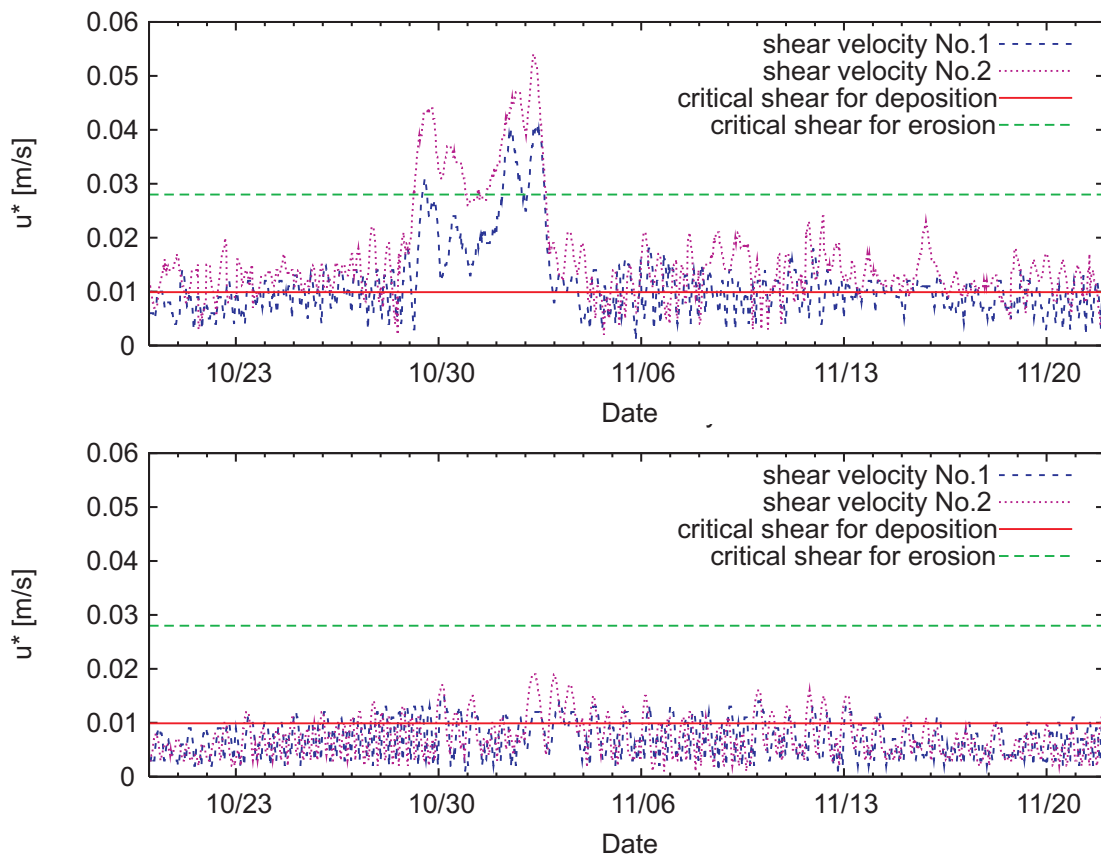 0.06
0.05
0.04
0.03
0.02
0.01
0
u* [m/s]
shear velocity No.1
shear velocity No.2
critical shear for deposition
critical shear for erosion
10/23 10/30 11/06 11/13 11/20
Date
0.06
0.05
0.04
0.03
0.02
0.01
0
u* [m/s]
shear velocity No.1
shear velocity No.2
critical shear for deposition
critical shear for erosion
10/23 10/30 11/06 11/13 11/20
Date